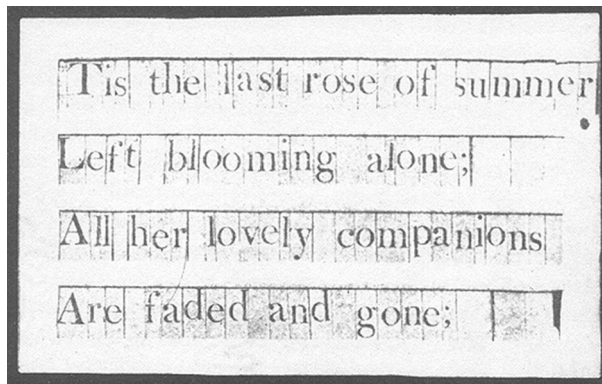 'Tis the last rose of summer
Left blooming alone;
All her lovely companions
Are faded and gone;